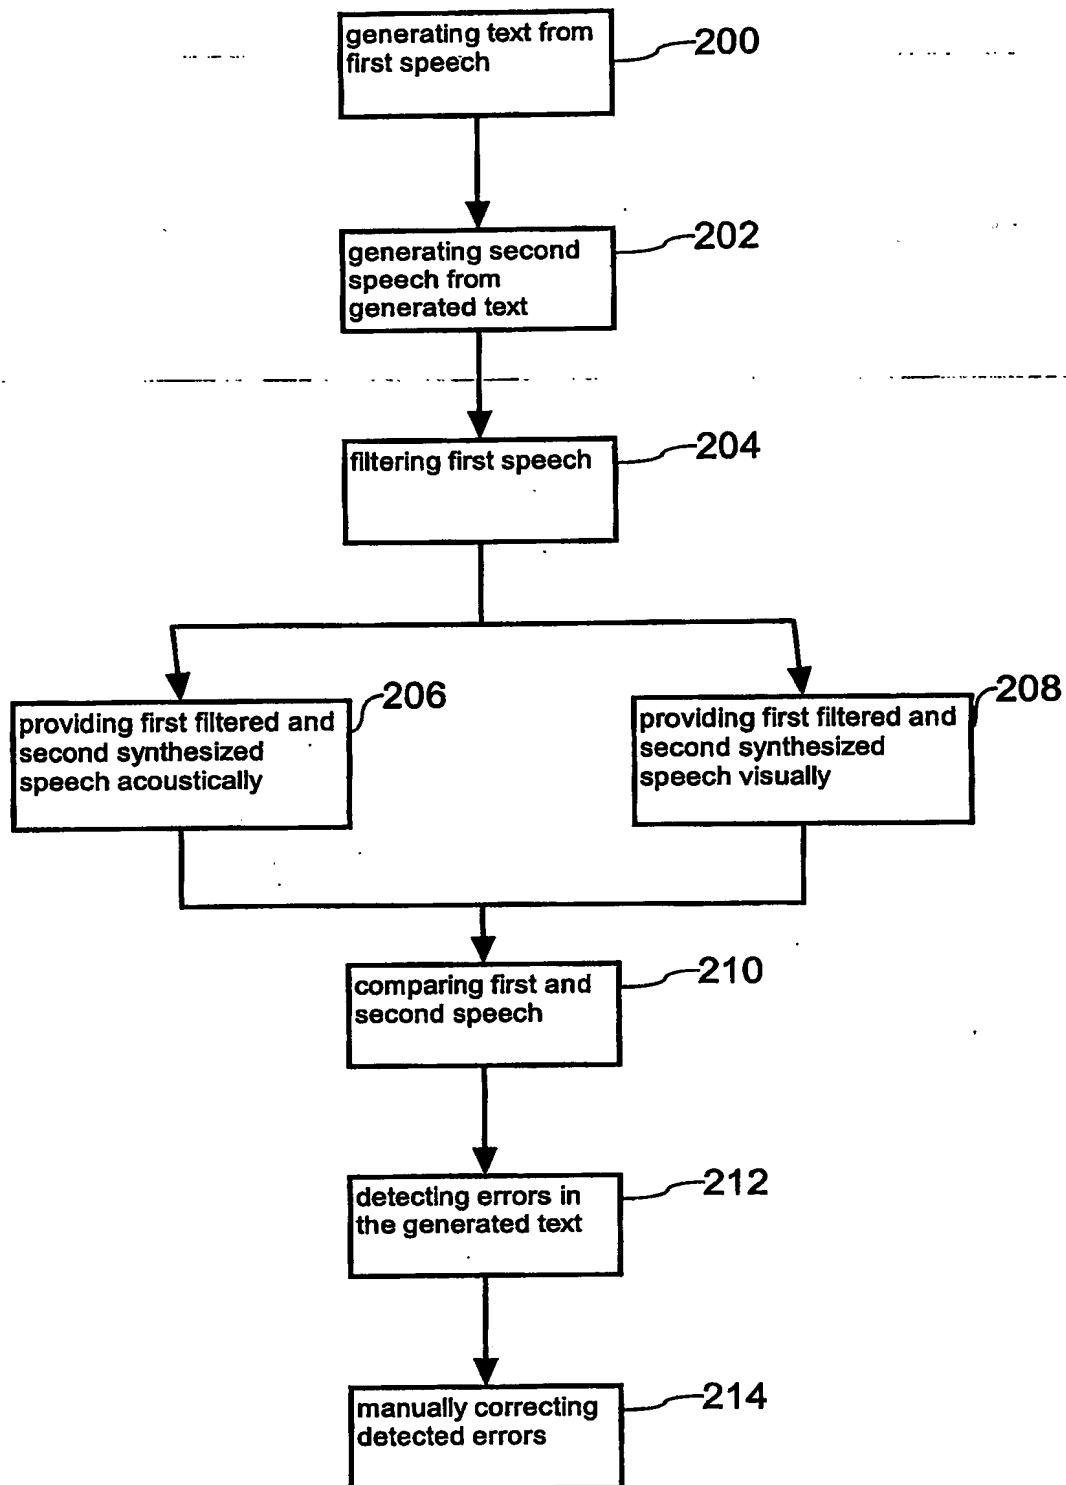 generating text from
first speech
200
generating second
speech from
generated text
202
filtering first speech
204
providing first filtered and
second synthesized
speech acoustically
206
providing first filtered and
second synthesized
speech visually
208
comparing first and
second speech
210
detecting errors in
the generated text
212
manually correcting
detected errors
214